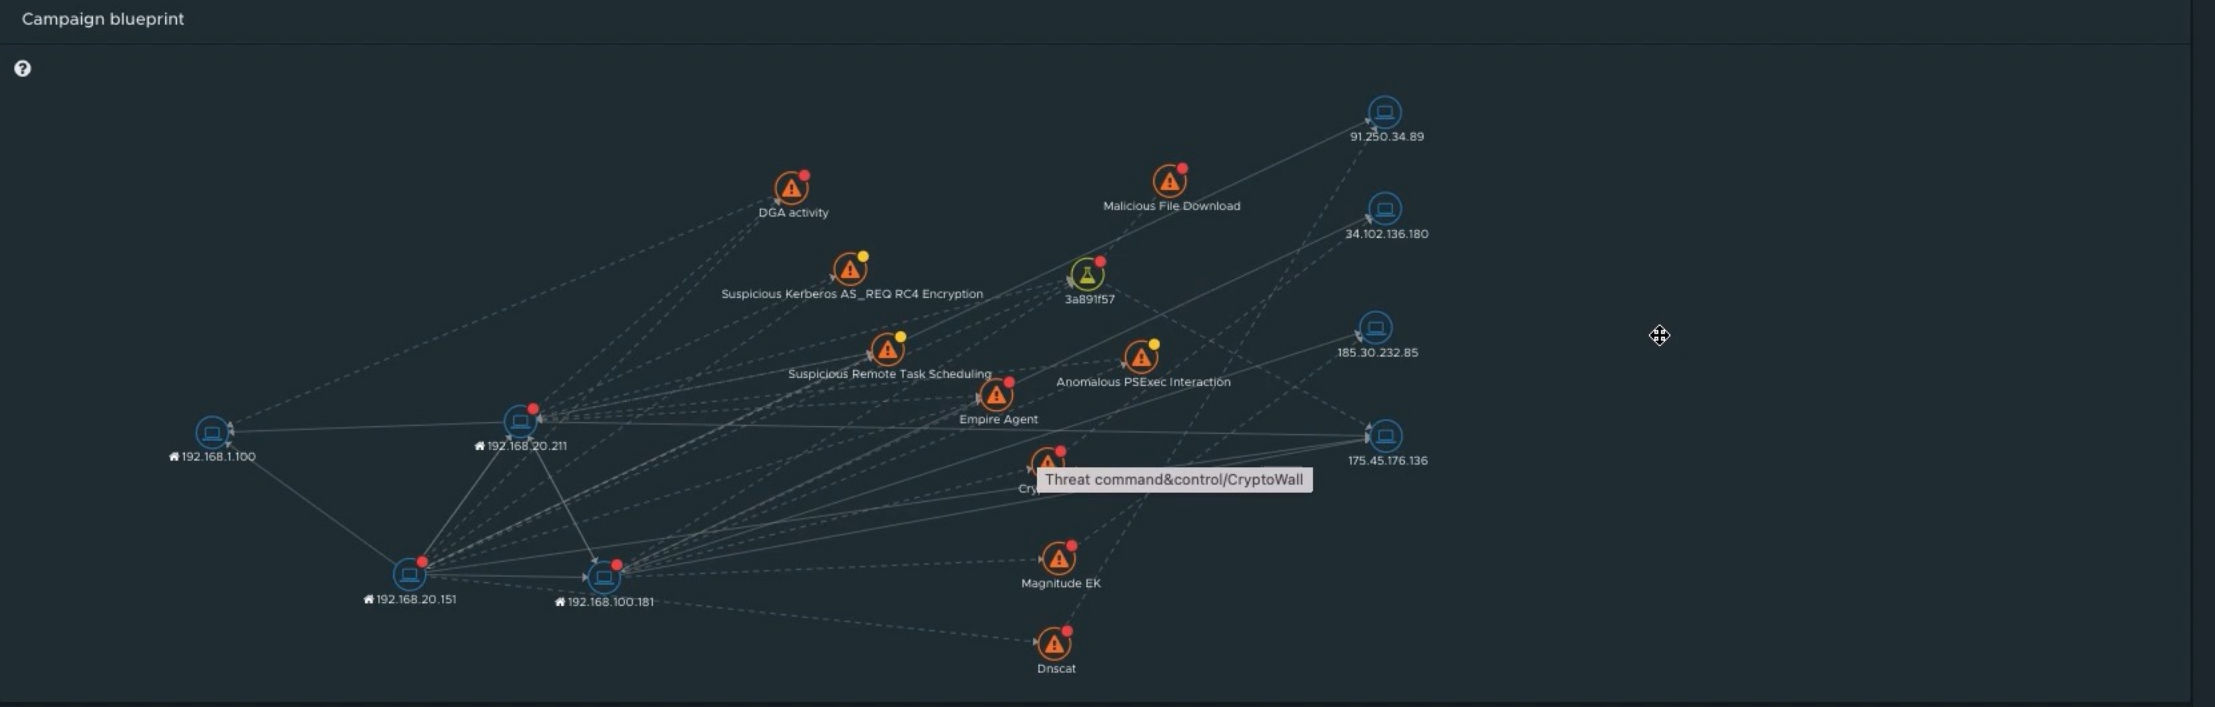 Campaign blueprint
91.250.34.89
DGA activity
Malicious File Download
34.102.136.180
Suspicious Kerberos AS_REQ RC4 Encryption
3a891f57
185.30.232.85
Suspicious Remote Task Scheduling
Anomalous PSExec Interaction
Empire Agent
192.168.20.211
192.168.1.100
175.45.176.136
Threat command&control/CryptoWall
Magnitude EK
192.168.20.151
192.168.100.181
Dnscat